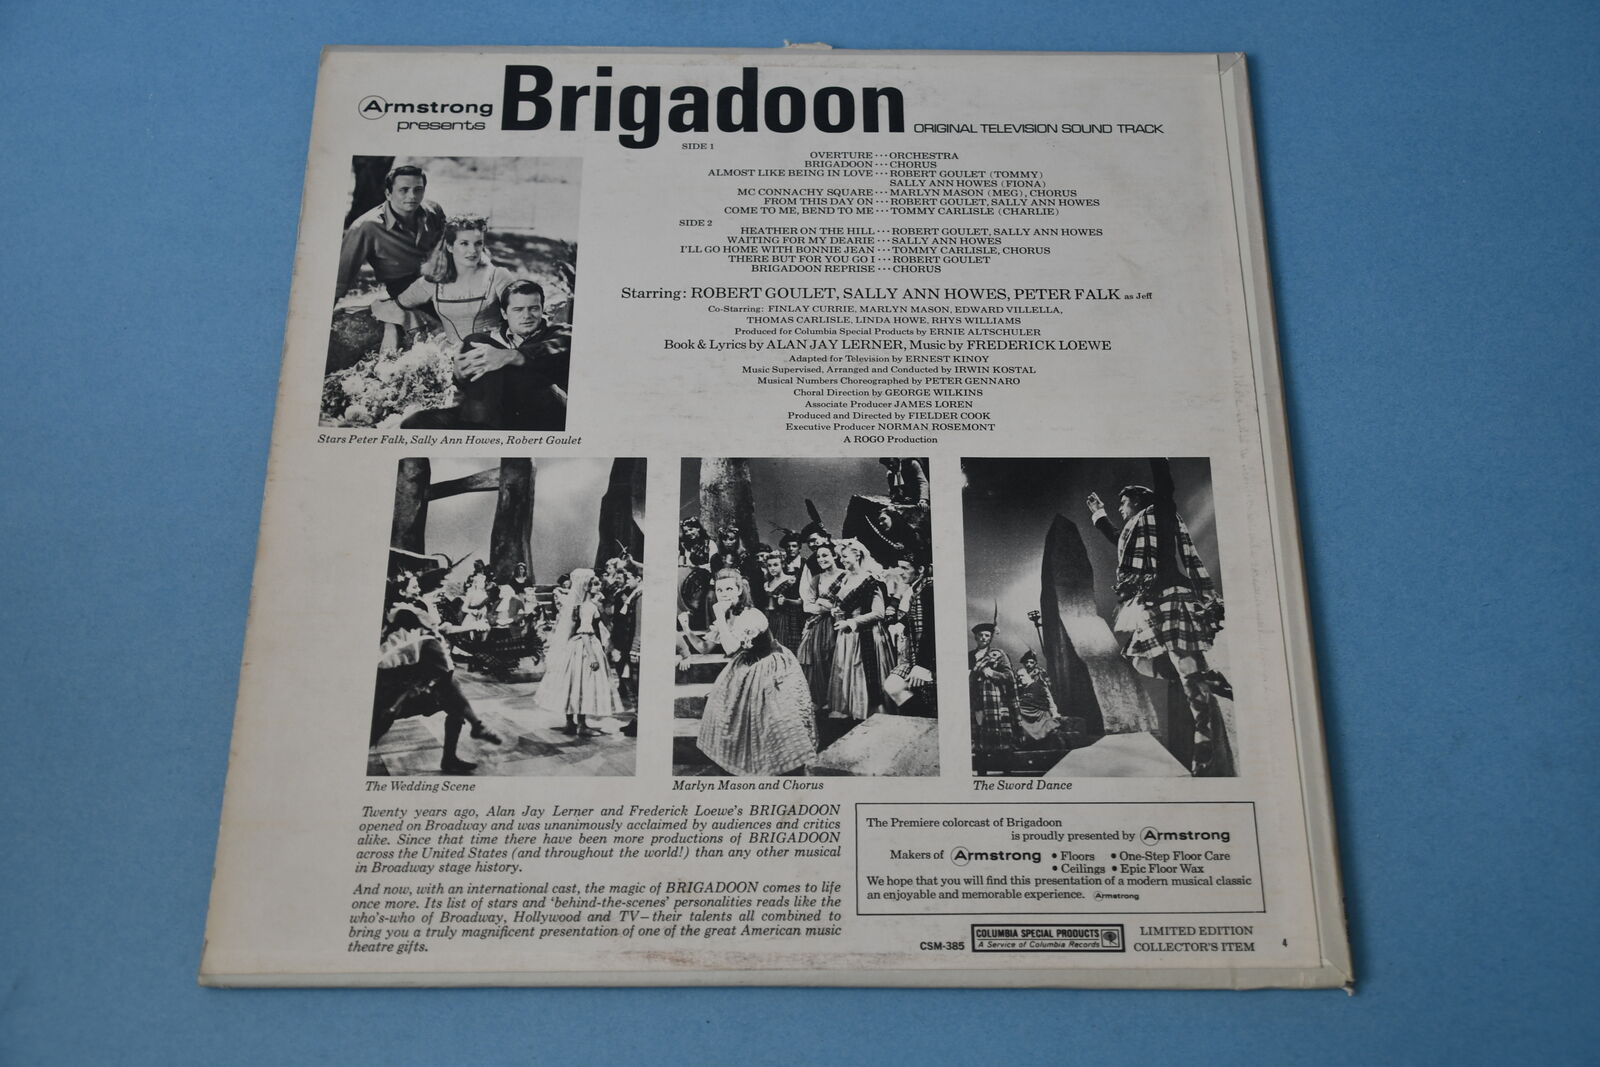 Armstrong
presents
Brigadoon
ORIGINAL TELEVISION SOUND TRACK
SIDE 1
OVERTURE ··· ORCHESTRA
BRIGADOON ··· CHORUS
ALMOST LIKE BEING IN LOVE ··· ROBERT GOULET (TOMMY)
SALLY ANN HOWES (FIONA)
MC CONNACHY SQUARE ··· MARLYN MASON (MEG), CHORUS
FROM THIS DAY ON ··· ROBERT GOULET, SALLY ANN HOWES
COME TO ME, BEND TO ME ··· TOMMY CARLISLE (CHARLIE)
SIDE 2
HEATHER ON THE HILL ··· ROBERT GOULET, SALLY ANN HOWES
WAITING FOR MY DEARIE ··· SALLY ANN HOWES
I'LL GO HOME WITH BONNIE JEAN ··· TOMMY CARLISLE, CHORUS
THERE BUT FOR YOU GO I ··· ROBERT GOULET
BRIGADOON REPRISE ··· CHORUS
Starring: ROBERT GOULET, SALLY ANN HOWES, PETER FALK as Jeff
Co-Starring: FINLAY CURRIE, MARLYN MASON, EDWARD VILLELLA,
THOMAS CARLISLE, LINDA HOWE, RHYS WILLIAMS
Produced for Columbia Special Products by ERNIE ALTSCHULER
Book & Lyrics by ALAN JAY LERNER, Music by FREDERICK LOEWE
Adapted for Television by ERNEST KINOY
Music Supervised, Arranged and Conducted by IRWIN KOSTAL
Musical Numbers Choreographed by PETER GENNARO
Choral Direction by GEORGE WILKINS
Associate Producer JAMES LOREN
Produced and Directed by FIELDER COOK
Executive Producer NORMAN ROSEMONT
A ROGO Production
Stars Peter Falk, Sally Ann Howes, Robert Goulet
The Wedding Scene
Marlyn Mason and Chorus
The Sword Dance
Twenty years ago, Alan Jay Lerner and Frederick Loewe's BRIGADOON
opened on Broadway and was unanimously acclaimed by audiences and critics
alike. Since that time there have been more productions of BRIGADOON
across the United States (and throughout the world!) than any other musical
in Broadway stage history.
And now, with an international cast, the magic of BRIGADOON comes to life
once more. Its list of stars and 'behind-the-scenes' personalities reads like the
who's-who of Broadway, Hollywood and TV—their talents all combined to
bring you a truly magnificent presentation of one of the great American music
theatre gifts.
The Premiere colorcast of Brigadoon
is proudly presented by Armstrong
Makers of Armstrong • Floors • One-Step Floor Care
• Ceilings • Epic Floor Wax
We hope that you will find this presentation of a modern musical classic
an enjoyable and memorable experience. Armstrong
CSM-385
COLUMBIA SPECIAL PRODUCTS
A Service of Columbia Records
LIMITED EDITION
COLLECTOR'S ITEM
4